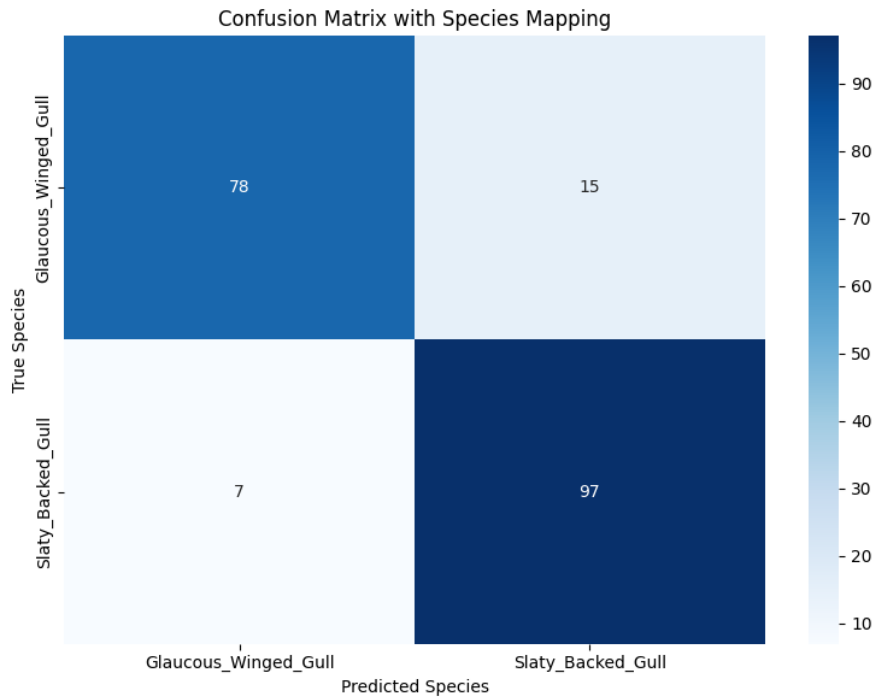 Confusion Matrix with Species Mapping
True Species
Glaucous_Winged_Gull
78
15
Slaty_Backed_Gull
7
97
Glaucous_Winged_Gull
Slaty_Backed_Gull
Predicted Species
90
80
70
60
50
40
30
20
10